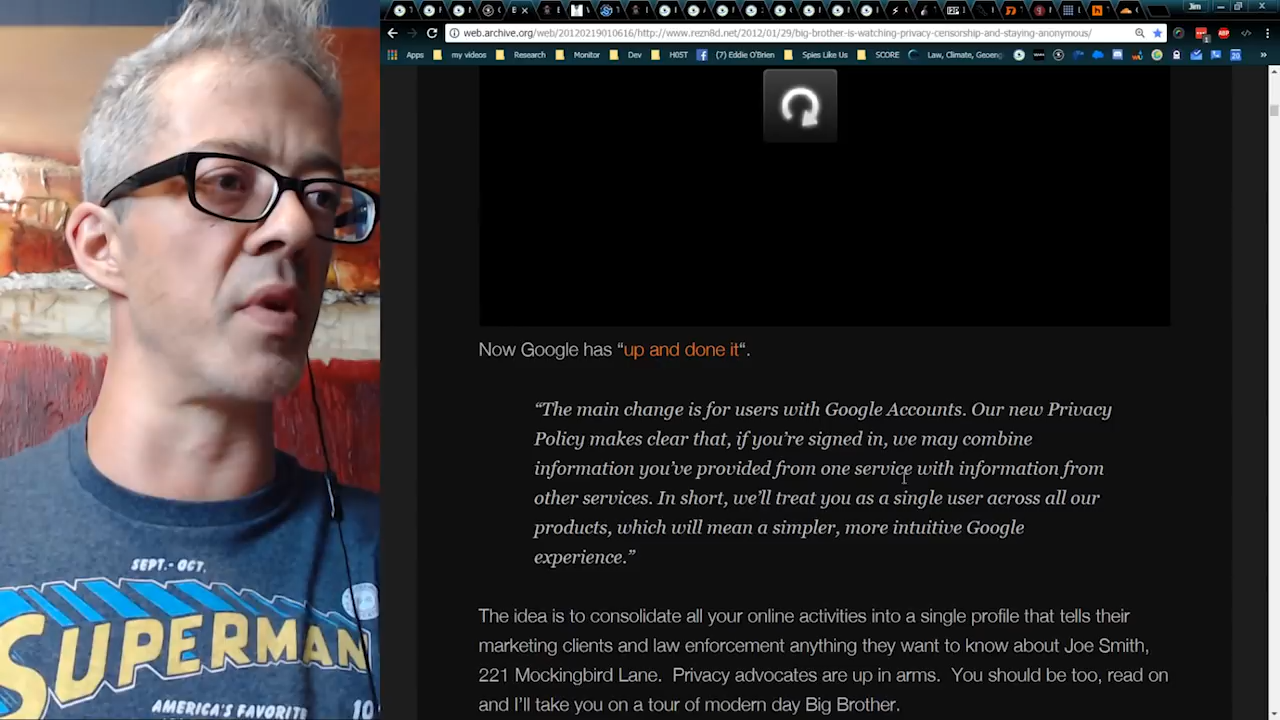 Jim
web.archive.org/web/20120219010616/http://www.rezn8d.net/2012/01/29/big-brother-is-watching-privacy-censorship-and-staying-anonymous/
Apps my videos Research Monitor Dev H0ST (7) Eddie O'Brien Spies Like Us SCORE Law, Climate, Geoeng
Now Google has “up and done it“.
“The main change is for users with Google Accounts. Our new Privacy
Policy makes clear that, if you’re signed in, we may combine
information you’ve provided from one service with information from
other services. In short, we’ll treat you as a single user across all our
products, which will mean a simpler, more intuitive Google
experience.”
The idea is to consolidate all your online activities into a single profile that tells their
marketing clients and law enforcement anything they want to know about Joe Smith,
221 Mockingbird Lane. Privacy advocates are up in arms. You should be too, read on
and I’ll take you on a tour of modern day Big Brother.
SEPT.-OCT.
SUPERMAN
AMERICA'S FAVORITE
10